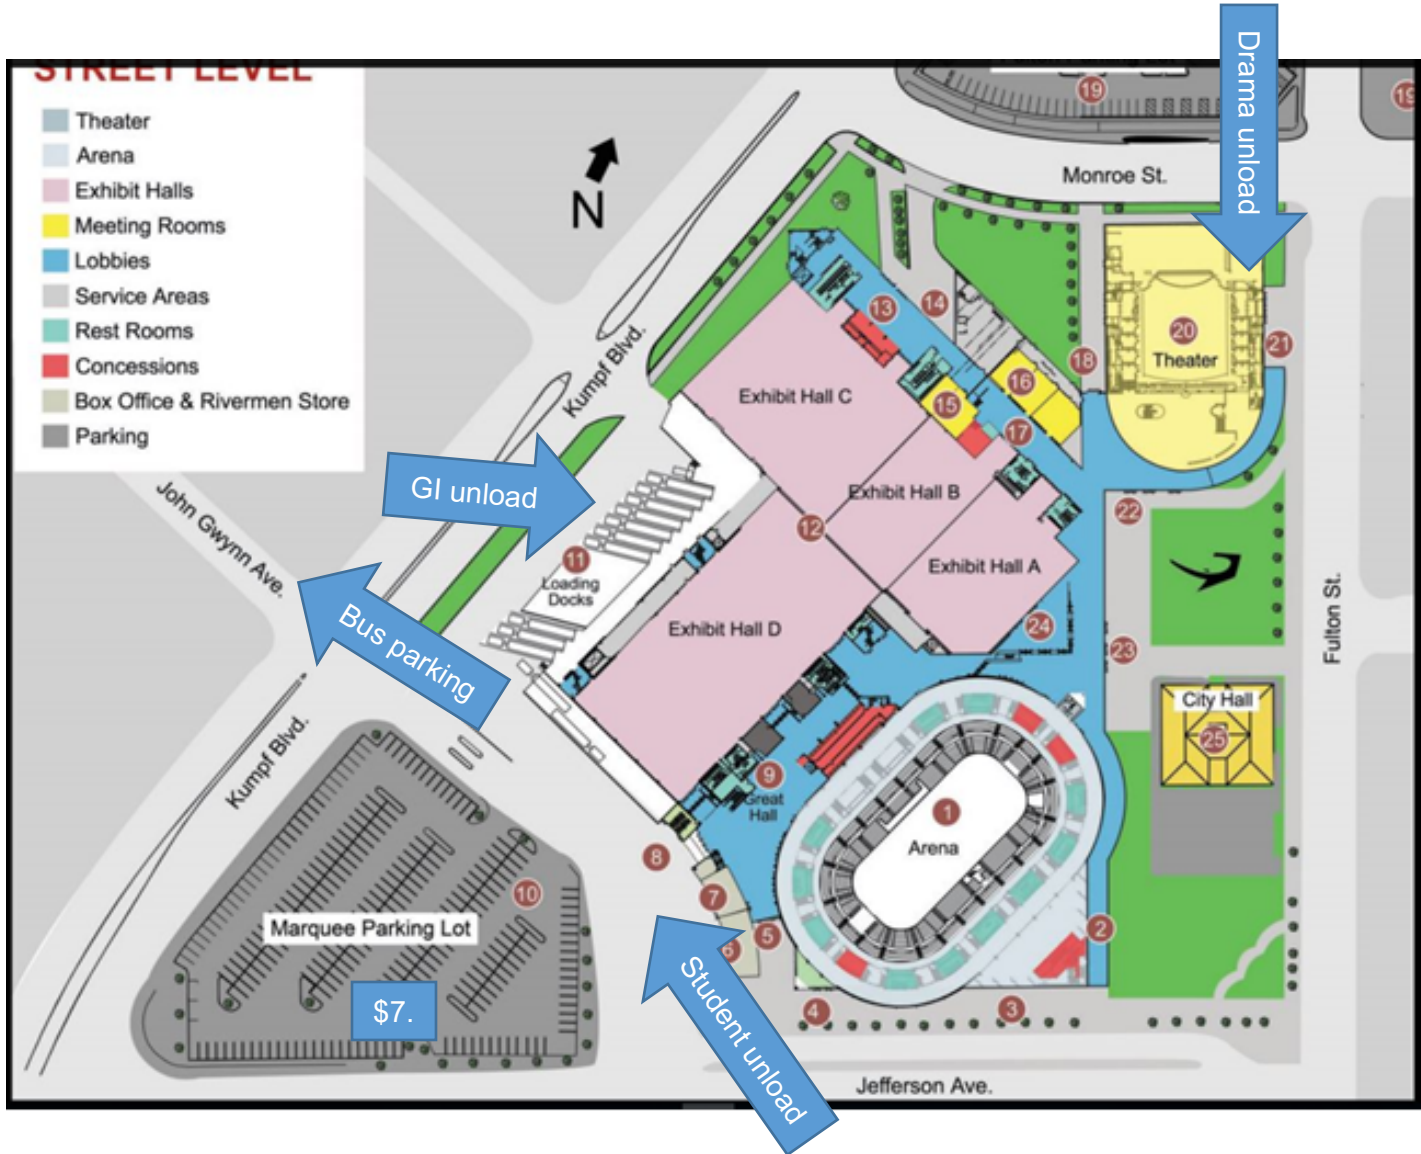 STREET LEVEL
Theater
Arena
Exhibit Halls
Meeting Rooms
Lobbies
Service Areas
Rest Rooms
Concessions
Box Office & Rivermen Store
Parking
N
Drama unload
19
19
Monroe St.
Kumpf Blvd.
13
14
18
20
Theater
21
16
15
17
Exhibit Hall C
Exhibit Hall B
12
22
GI unload
11
Loading
Docks
John Gwynn Ave.
Bus parking
Exhibit Hall A
Exhibit Hall D
24
23
Fulton St.
City Hall
25
Kumpf Blvd.
9
Great
Hall
1
Arena
8
7
6
5
10
Marquee Parking Lot
$7.
2
4
3
Student unload
Jefferson Ave.